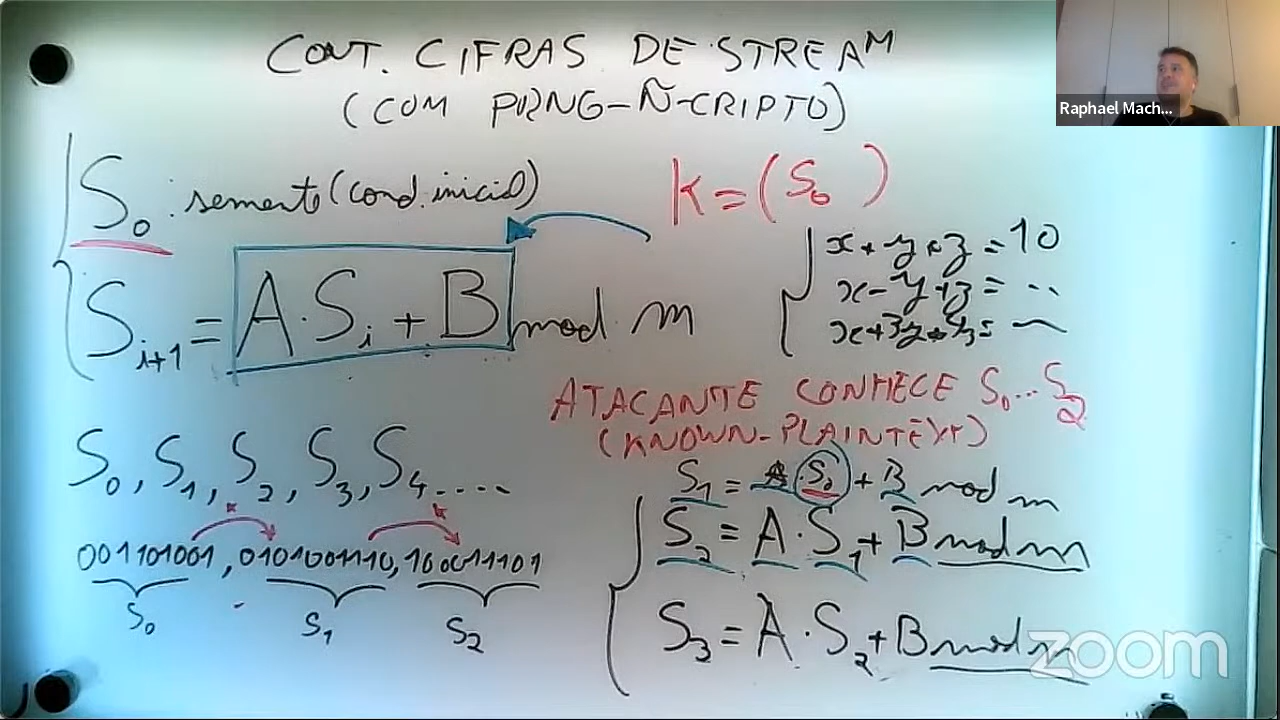 CONT. CIFRAS DE STREAM
(COM PRNG-Ñ-CRIPTO)
Raphael Mach...
S₀: semente (cond. inicial)
K = (S₀)
Sᵢ₊₁ = A·Sᵢ + B mod m
x + y + z = 10
x - y + z = ..
ATACANTE CONHECE S₀...S₂
(KNOWN-PLAINTEXT)
S₀, S₁, S₂, S₃, S₄....
S₁ = A·S₀ + B mod m
S₂ = A·S₁ + B mod m
001101001, 0101001110, 100011101
S₀ S₁ S₂
S₃ = A·S₂ + B mod m
zoom